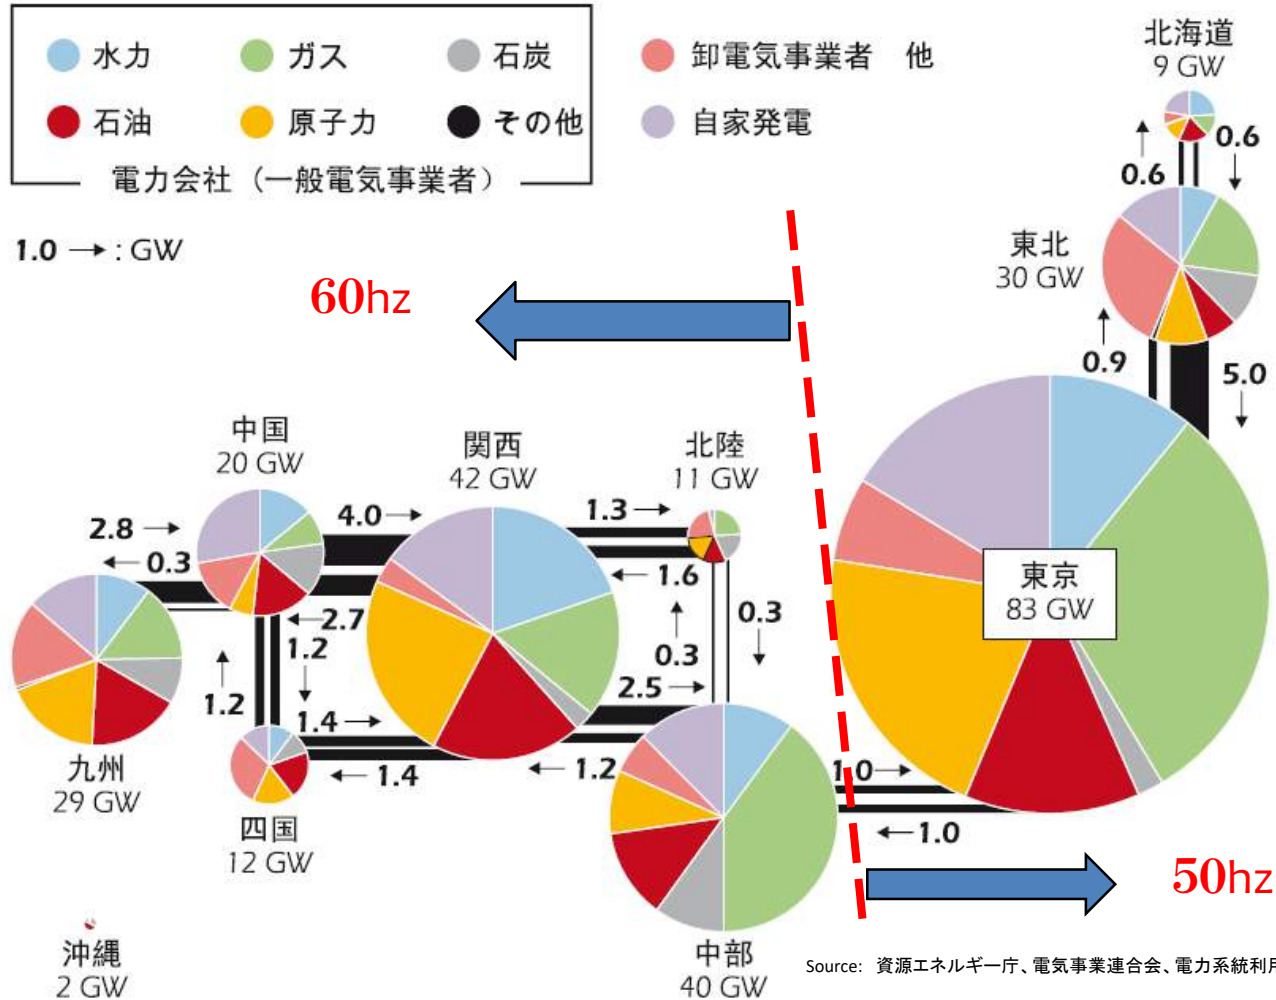 水力 ガス 石炭 卸電気事業者 他
石油 原子力 その他 自家発電
電力会社（一般電気事業者）
1.0 → : GW
60hz
北海道
9 GW
0.6
0.6
東北
30 GW
0.9
5.0
中国
20 GW
関西
42 GW
北陸
11 GW
2.8 →
← 0.3
4.0 →
1.3 →
← 1.6
← 2.7
1.2
1.2
0.3
0.3
2.5 →
1.4 →
← 1.4
← 1.2
東京
83 GW
1.0 →
← 1.0
九州
29 GW
四国
12 GW
50hz
沖縄
2 GW
中部
40 GW
Source: 資源エネルギー庁、電気事業連合会、電力系統利用